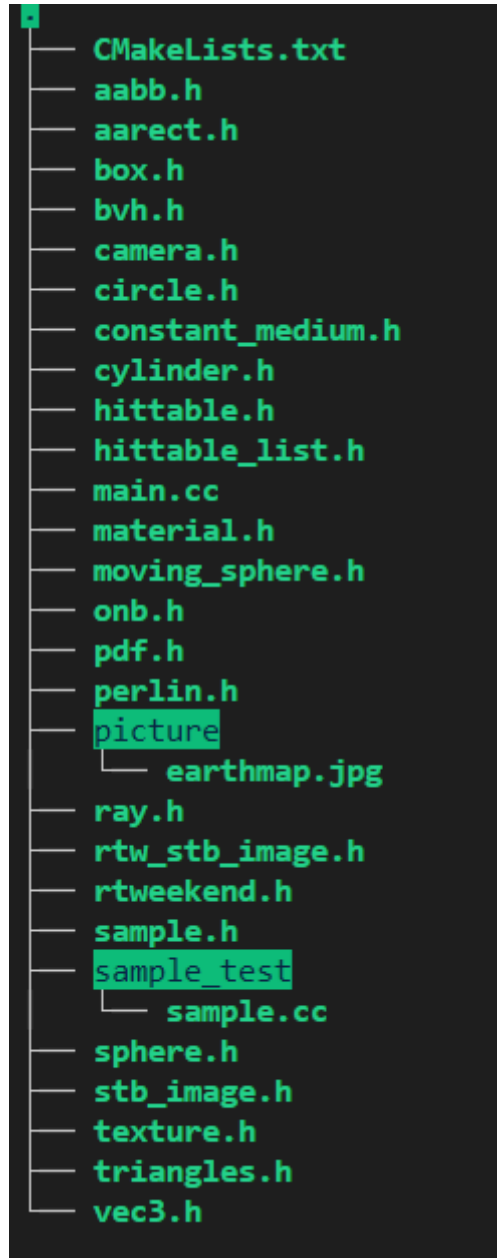 .
├── CMakeLists.txt
├── aabb.h
├── aarect.h
├── box.h
├── bvh.h
├── camera.h
├── circle.h
├── constant_medium.h
├── cylinder.h
├── hittable.h
├── hittable_list.h
├── main.cc
├── material.h
├── moving_sphere.h
├── onb.h
├── pdf.h
├── perlin.h
├── picture
│   └── earthmap.jpg
├── ray.h
├── rtw_stb_image.h
├── rtweekend.h
├── sample.h
├── sample_test
│   └── sample.cc
├── sphere.h
├── stb_image.h
├── texture.h
├── triangles.h
└── vec3.h